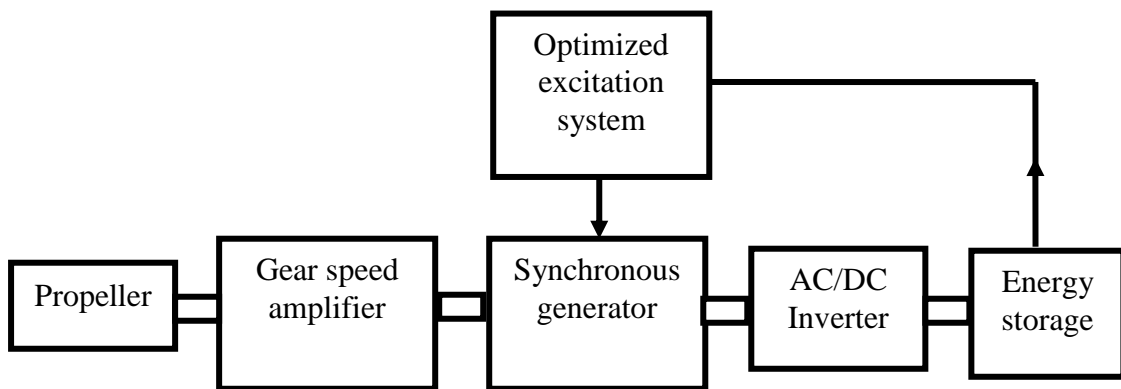 Optimized
excitation
system
Propeller
Gear speed
amplifier
Synchronous
generator
AC/DC
Inverter
Energy
storage